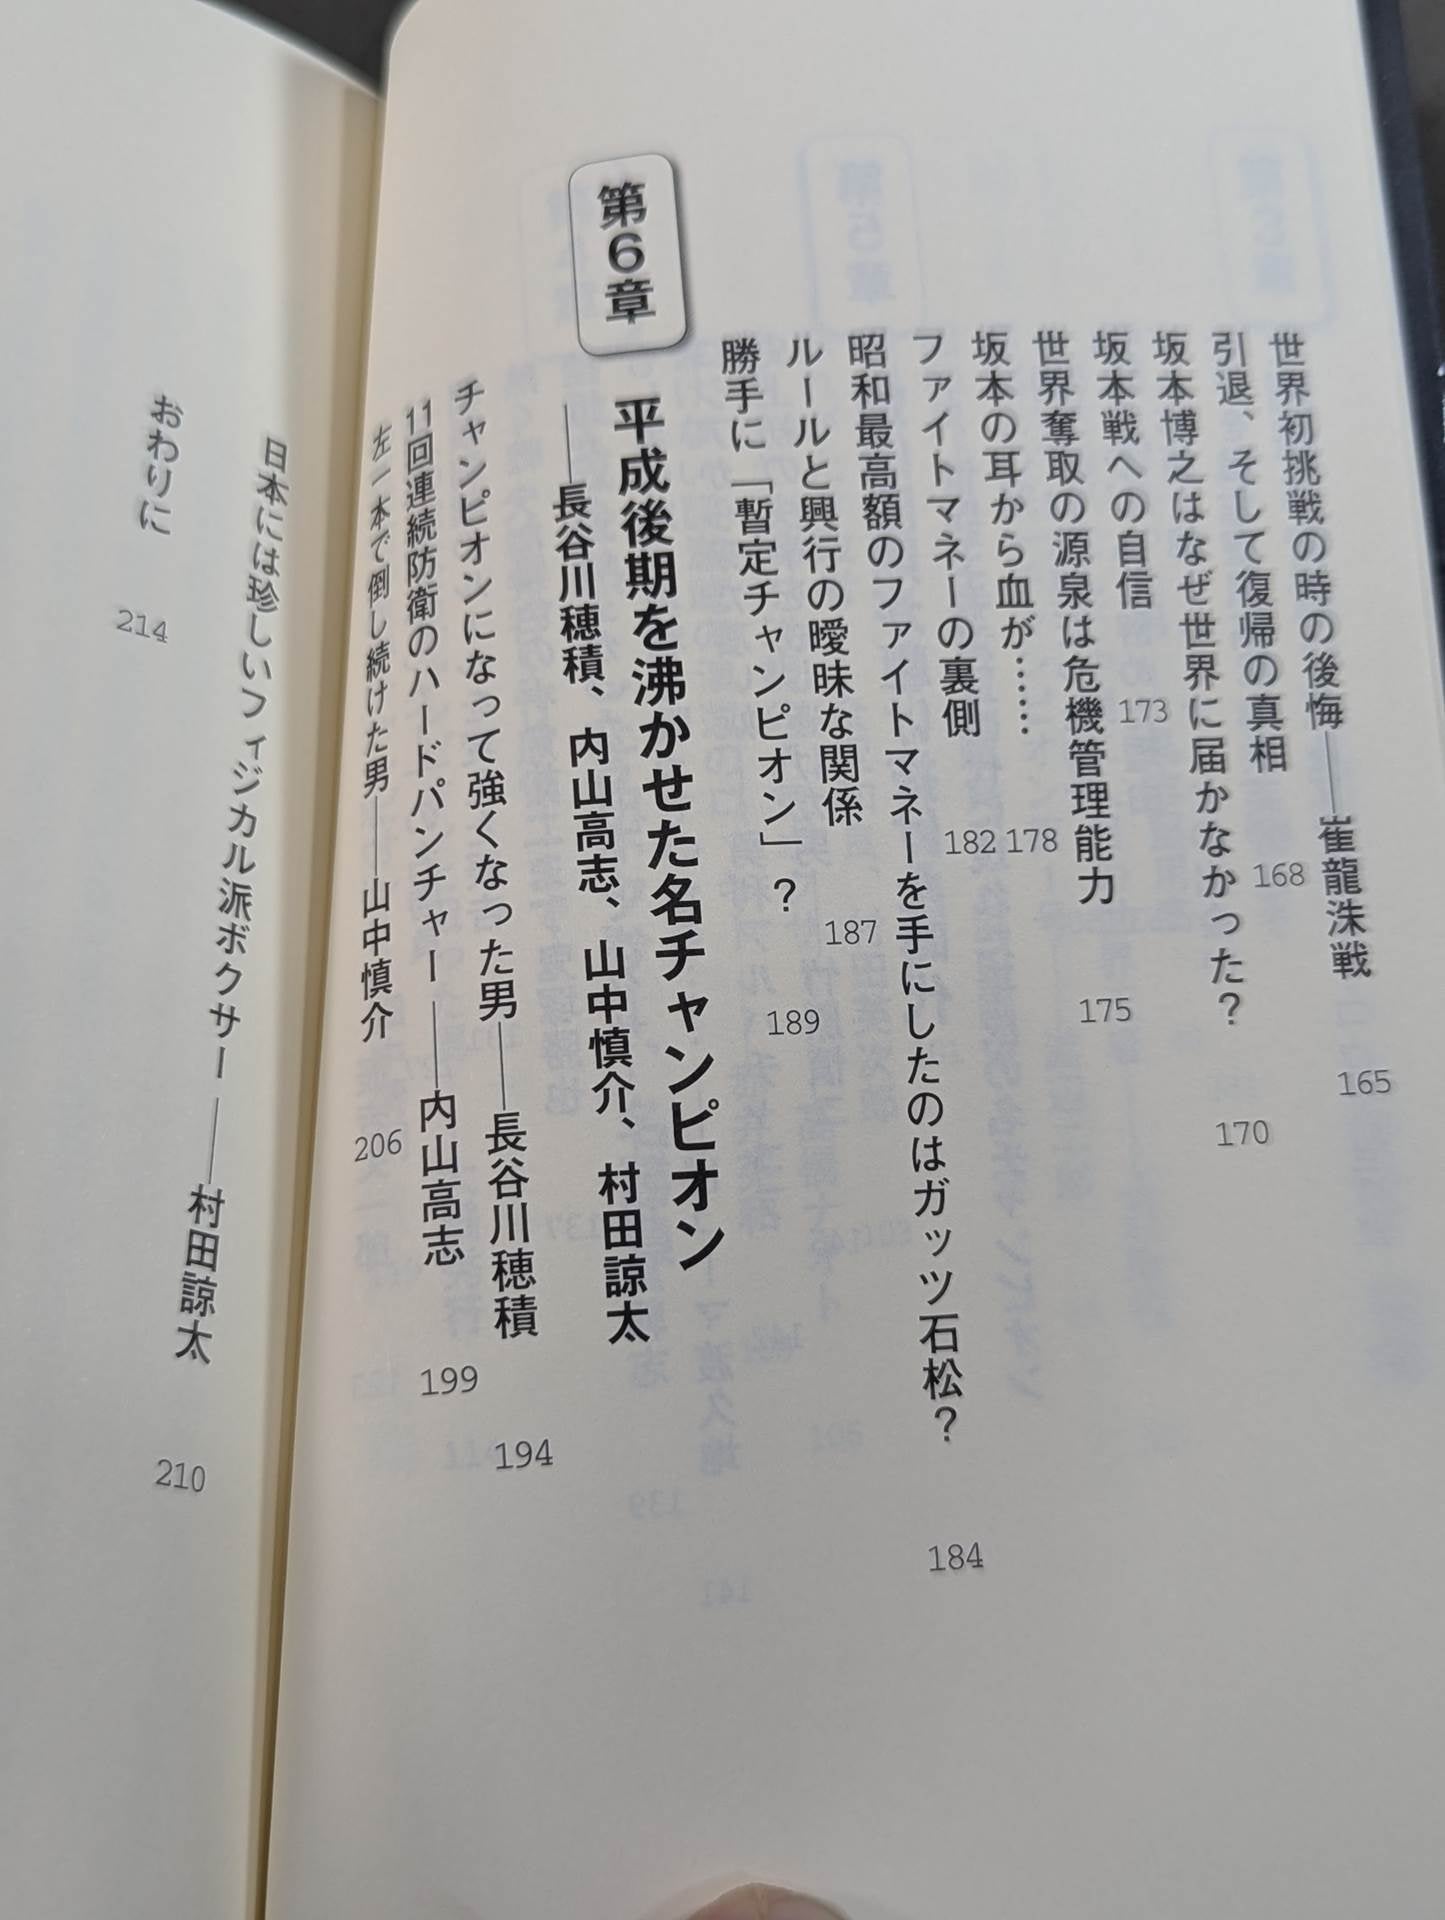 世界初挑戦の時の後悔――崔龍洙戦 165
引退、そして復帰の真相 168
坂本博之はなぜ世界に届かなかった？ 170
坂本戦への自信 173
世界奪取の源泉は危機管理能力 175
坂本の耳から血が…… 178
ファイトマネーの裏側 182
昭和最高額のファイトマネーを手にしたのはガッツ石松？ 184
ルールと興行の曖昧な関係 187
勝手に「暫定チャンピオン」？ 189
第6章 平成後期を沸かせた名チャンピオン
――長谷川穂積、内山高志、山中慎介、村田諒太
チャンピオンになって強くなった男――長谷川穂積 194
11回連続防衛のハードパンチャー――内山高志 199
左一本で倒し続けた男――山中慎介 206
日本には珍しいフィジカル派ボクサー――村田諒太 210
おわりに 214